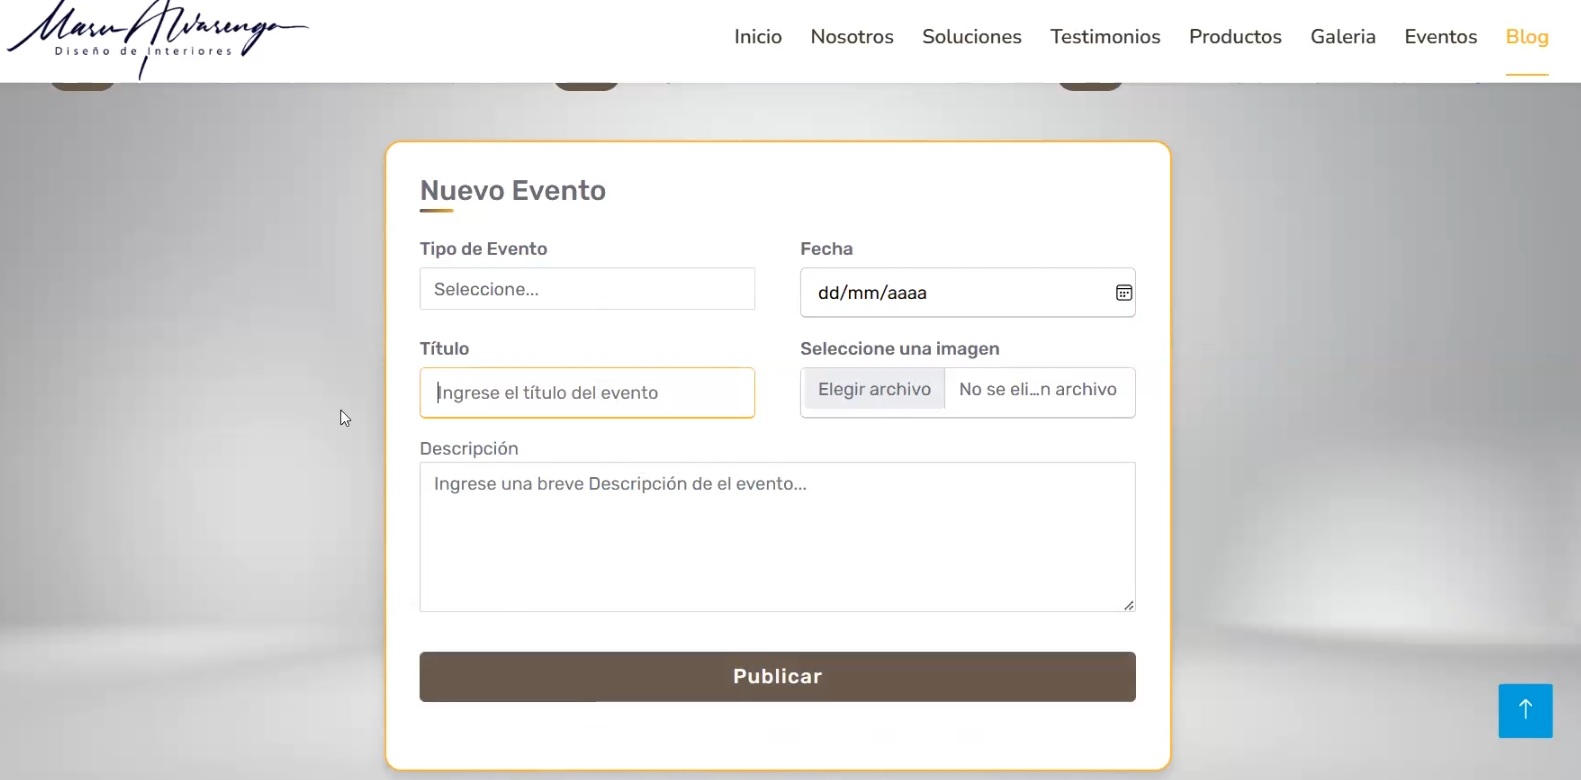 Maru Alvarenga
Diseño de Interiores
Inicio Nosotros Soluciones Testimonios Productos Galeria Eventos Blog
Nuevo Evento
Tipo de Evento Fecha
Seleccione... dd/mm/aaaa
Título Seleccione una imagen
Ingrese el título del evento Elegir archivo No se eli...n archivo
Descripción
Ingrese una breve Descripción de el evento...
Publicar